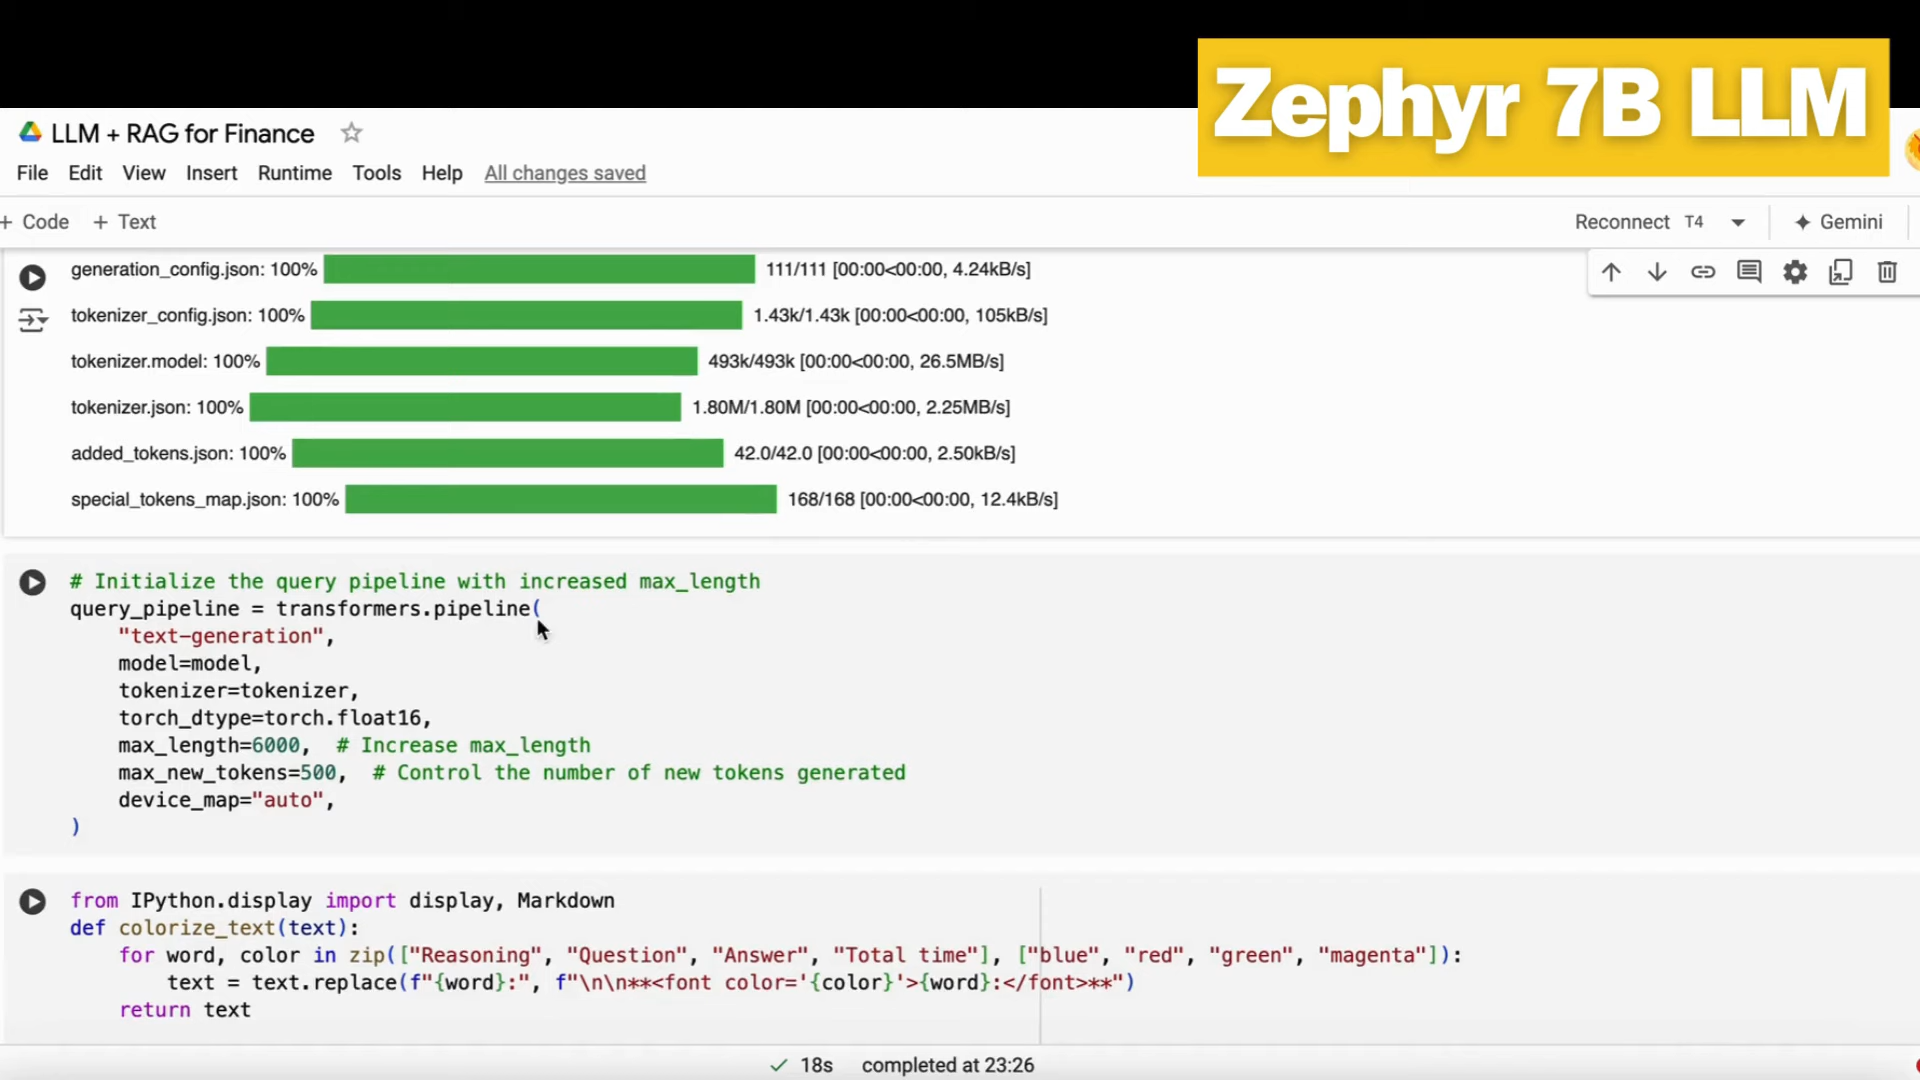 Zephyr 7B LLM
LLM + RAG for Finance
File Edit View Insert Runtime Tools Help All changes saved
+ Code + Text Reconnect T4 Gemini
generation_config.json: 100% 111/111 [00:00<00:00, 4.24kB/s]
tokenizer_config.json: 100% 1.43k/1.43k [00:00<00:00, 105kB/s]
tokenizer.model: 100% 493k/493k [00:00<00:00, 26.5MB/s]
tokenizer.json: 100% 1.80M/1.80M [00:00<00:00, 2.25MB/s]
added_tokens.json: 100% 42.0/42.0 [00:00<00:00, 2.50kB/s]
special_tokens_map.json: 100% 168/168 [00:00<00:00, 12.4kB/s]
# Initialize the query pipeline with increased max_length
query_pipeline = transformers.pipeline(
    "text-generation",
    model=model,
    tokenizer=tokenizer,
    torch_dtype=torch.float16,
    max_length=6000,  # Increase max_length
    max_new_tokens=500,  # Control the number of new tokens generated
    device_map="auto",
)
from IPython.display import display, Markdown
def colorize_text(text):
    for word, color in zip(["Reasoning", "Question", "Answer", "Total time"], ["blue", "red", "green", "magenta"]):
        text = text.replace(f"{word}:", f"\n\n**<font color='{color}'>{word}:</font>**")
    return text
18s completed at 23:26